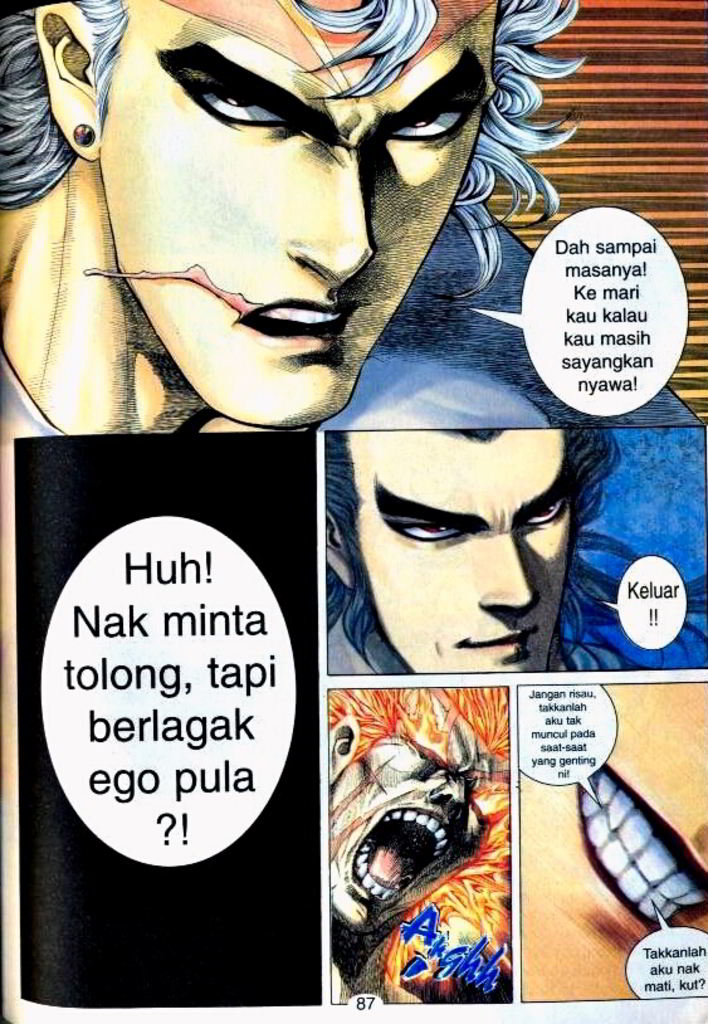 Dah sampai
masanya!
Ke mari
kau kalau
kau masih
sayangkan
nyawa!
Huh!
Nak minta
tolong, tapi
berlagak
ego pula
?!
Keluar
!!
Jangan risau,
takkanlah
aku tak
muncul pada
saat-saat
yang genting
ni!
Takkanlah
aku nak
mati, kut?
87